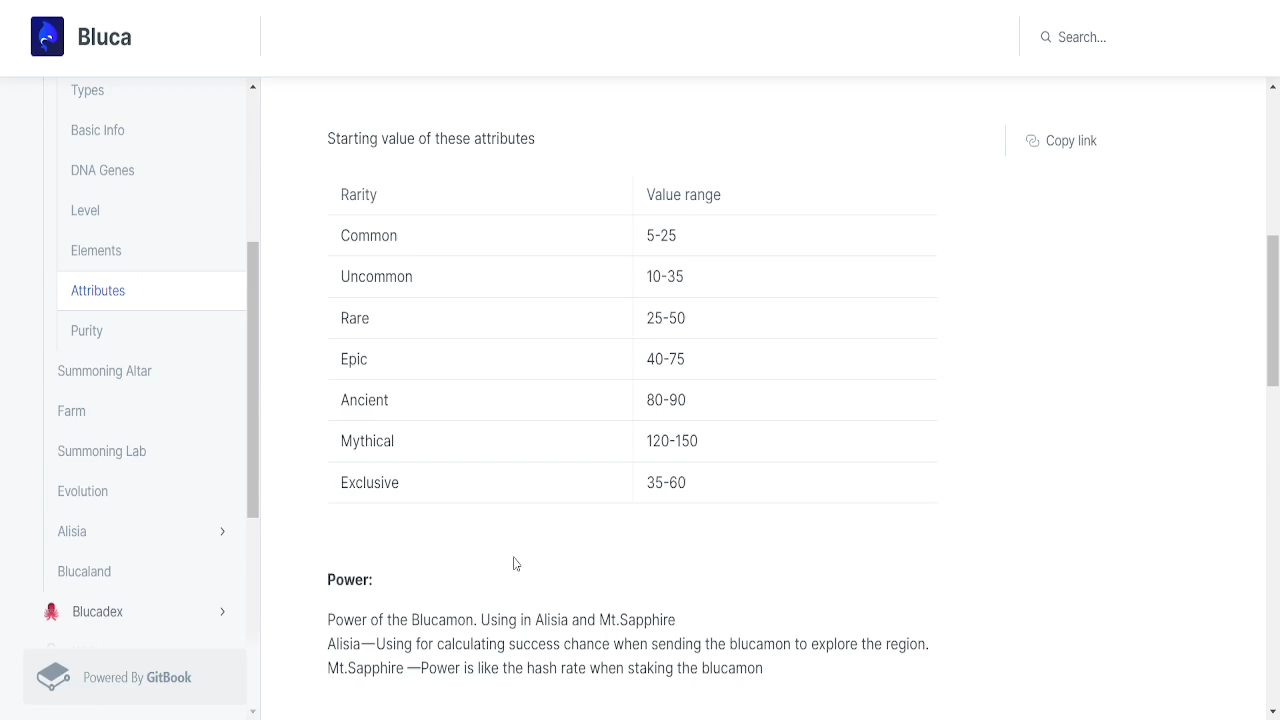 Bluca
Search...
Types
Basic Info
DNA Genes
Level
Elements
Attributes
Purity
Summoning Altar
Farm
Summoning Lab
Evolution
Alisia
Blucaland
Blucadex
Powered By GitBook
Starting value of these attributes
Copy link
Rarity Value range
Common 5-25
Uncommon 10-35
Rare 25-50
Epic 40-75
Ancient 80-90
Mythical 120-150
Exclusive 35-60
Power:
Power of the Blucamon. Using in Alisia and Mt.Sapphire
Alisia—Using for calculating success chance when sending the blucamon to explore the region.
Mt.Sapphire —Power is like the hash rate when staking the blucamon